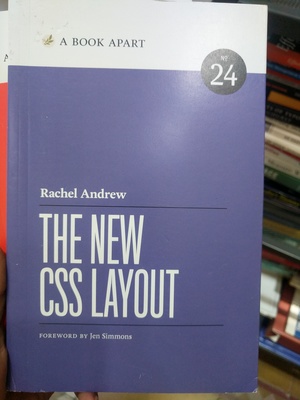 A BOOK APART
Nº
24
Rachel Andrew
THE NEW
CSS LAYOUT
FOREWORD BY Jen Simmons